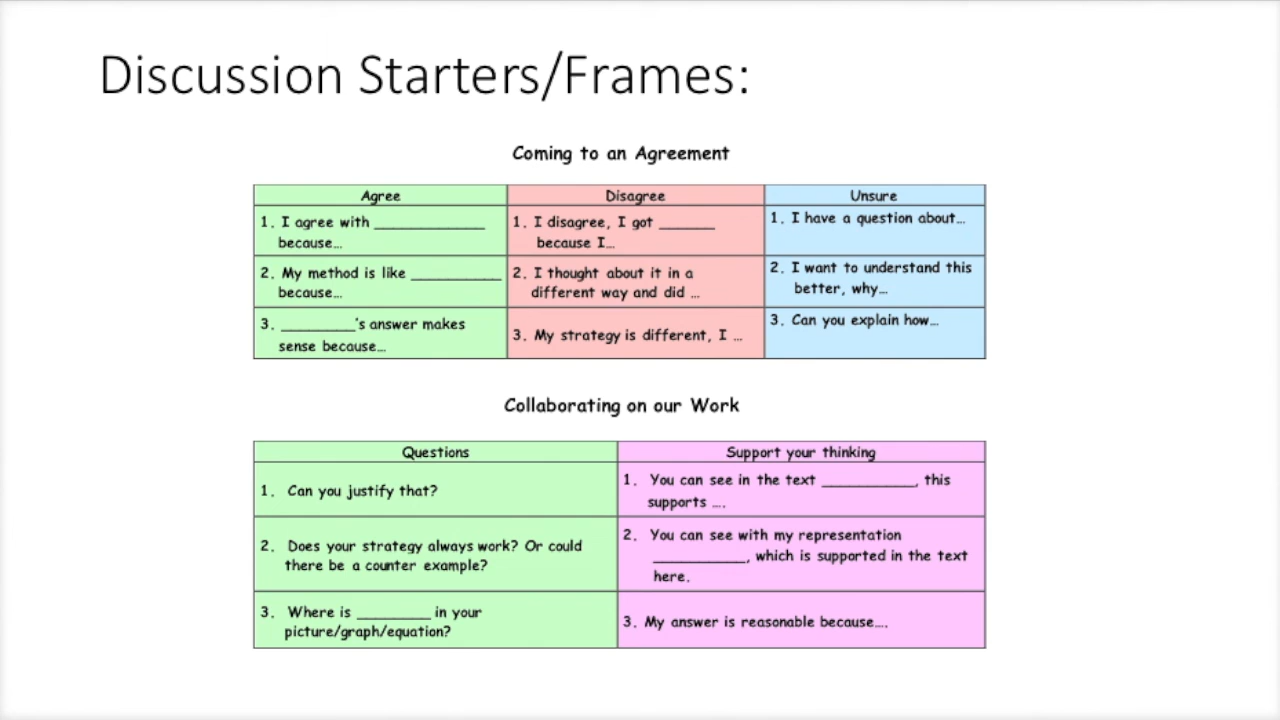 Discussion Starters/Frames:
Coming to an Agreement
Agree
Disagree
Unsure
1. I agree with ____________
because…
1. I disagree, I got ______
because I…
1. I have a question about…
2. My method is like __________
because…
2. I thought about it in a
different way and did …
2. I want to understand this
better, why…
3. ________'s answer makes
sense because…
3. My strategy is different, I …
3. Can you explain how…
Collaborating on our Work
Questions
Support your thinking
1. Can you justify that?
1. You can see in the text __________, this
supports ….
2. Does your strategy always work? Or could
there be a counter example?
2. You can see with my representation
__________, which is supported in the text
here.
3. Where is ________ in your
picture/graph/equation?
3. My answer is reasonable because….